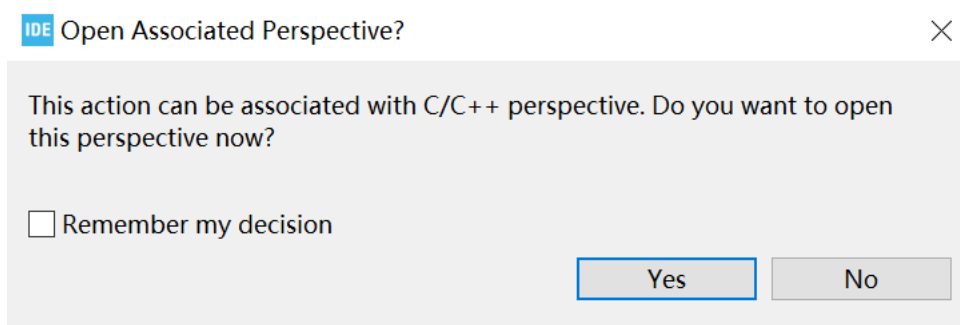 IDE Open Associated Perspective?
This action can be associated with C/C++ perspective. Do you want to open
this perspective now?
Remember my decision
Yes No